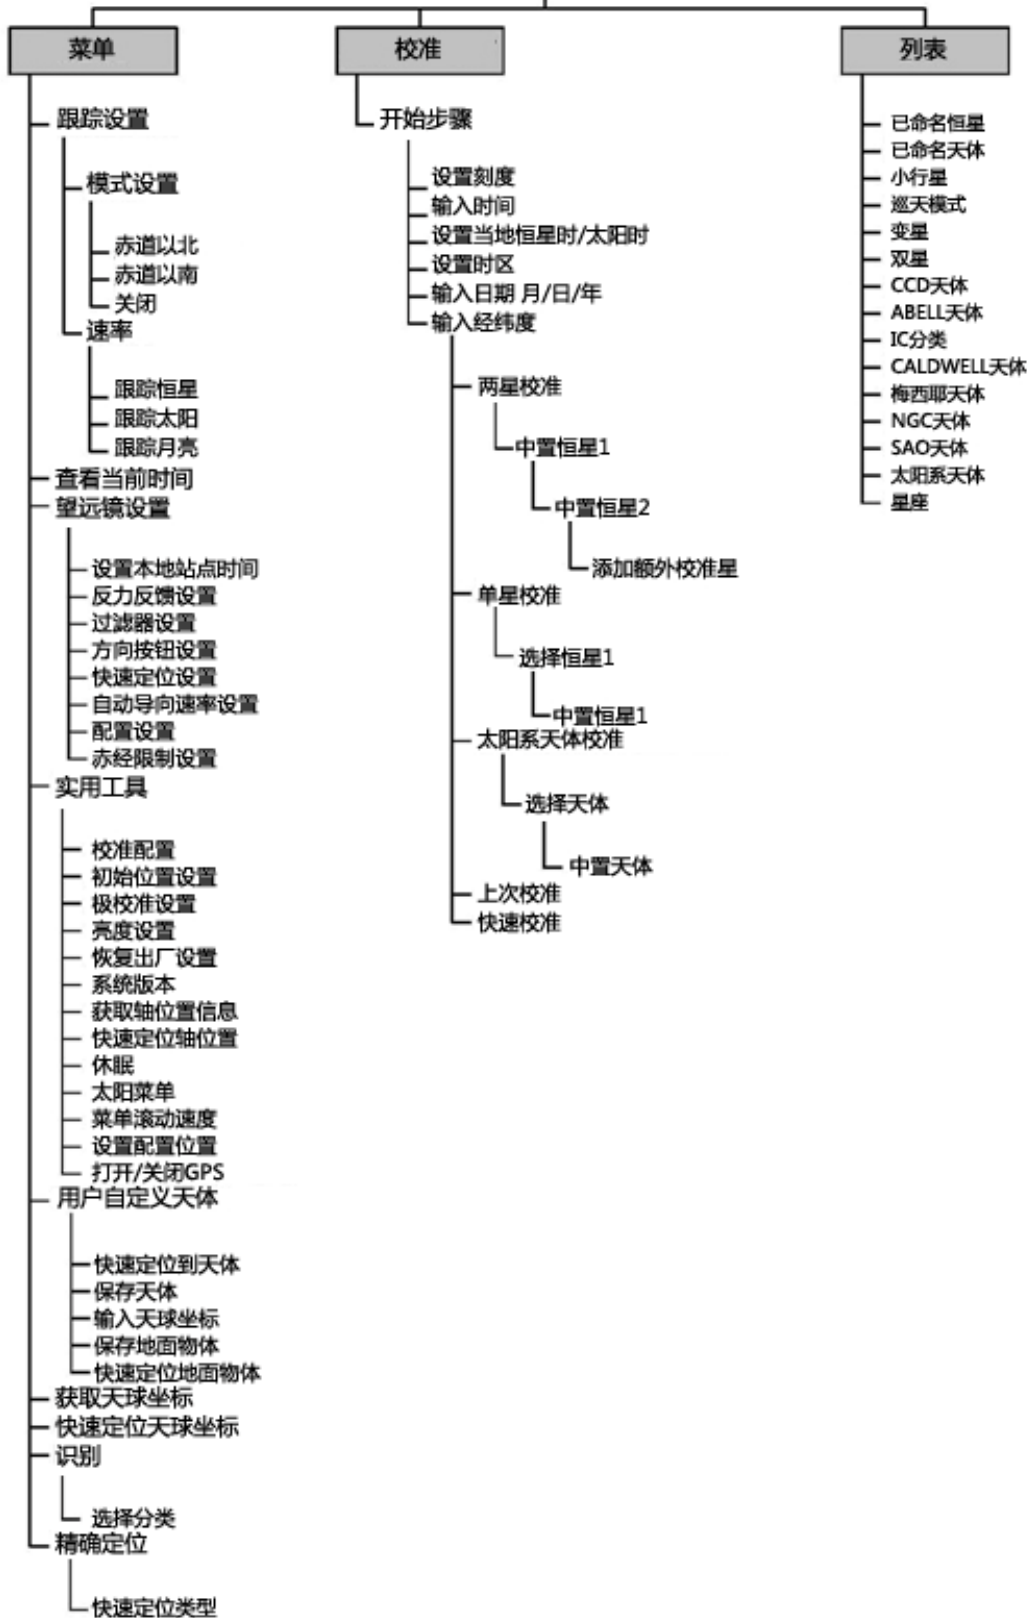 菜单
跟踪设置
模式设置
赤道以北
赤道以南
关闭
速率
跟踪恒星
跟踪太阳
跟踪月亮
查看当前时间
望远镜设置
设置本地站点时间
反力反馈设置
过滤器设置
方向按钮设置
快速定位设置
自动导向速率设置
配置设置
赤经限制设置
实用工具
校准配置
初始位置设置
极校准设置
亮度设置
恢复出厂设置
系统版本
获取轴位置信息
快速定位轴位置
休眠
太阳菜单
菜单滚动速度
设置配置位置
打开/关闭GPS
用户自定义天体
快速定位到天体
保存天体
输入天球坐标
保存地面物体
快速定位地面物体
获取天球坐标
快速定位天球坐标
识别
选择分类
精确定位
快速定位类型
校准
开始步骤
设置刻度
输入时间
设置当地恒星时/太阳时
设置时区
输入日期 月/日/年
输入经纬度
两星校准
中置恒星1
中置恒星2
添加额外校准星
单星校准
选择恒星1
中置恒星1
太阳系天体校准
选择天体
中置天体
上次校准
快速校准
列表
已命名恒星
已命名天体
小行星
巡天模式
变星
双星
CCD天体
ABELL天体
IC分类
CALDWELL天体
梅西耶天体
NGC天体
SAO天体
太阳系天体
星座